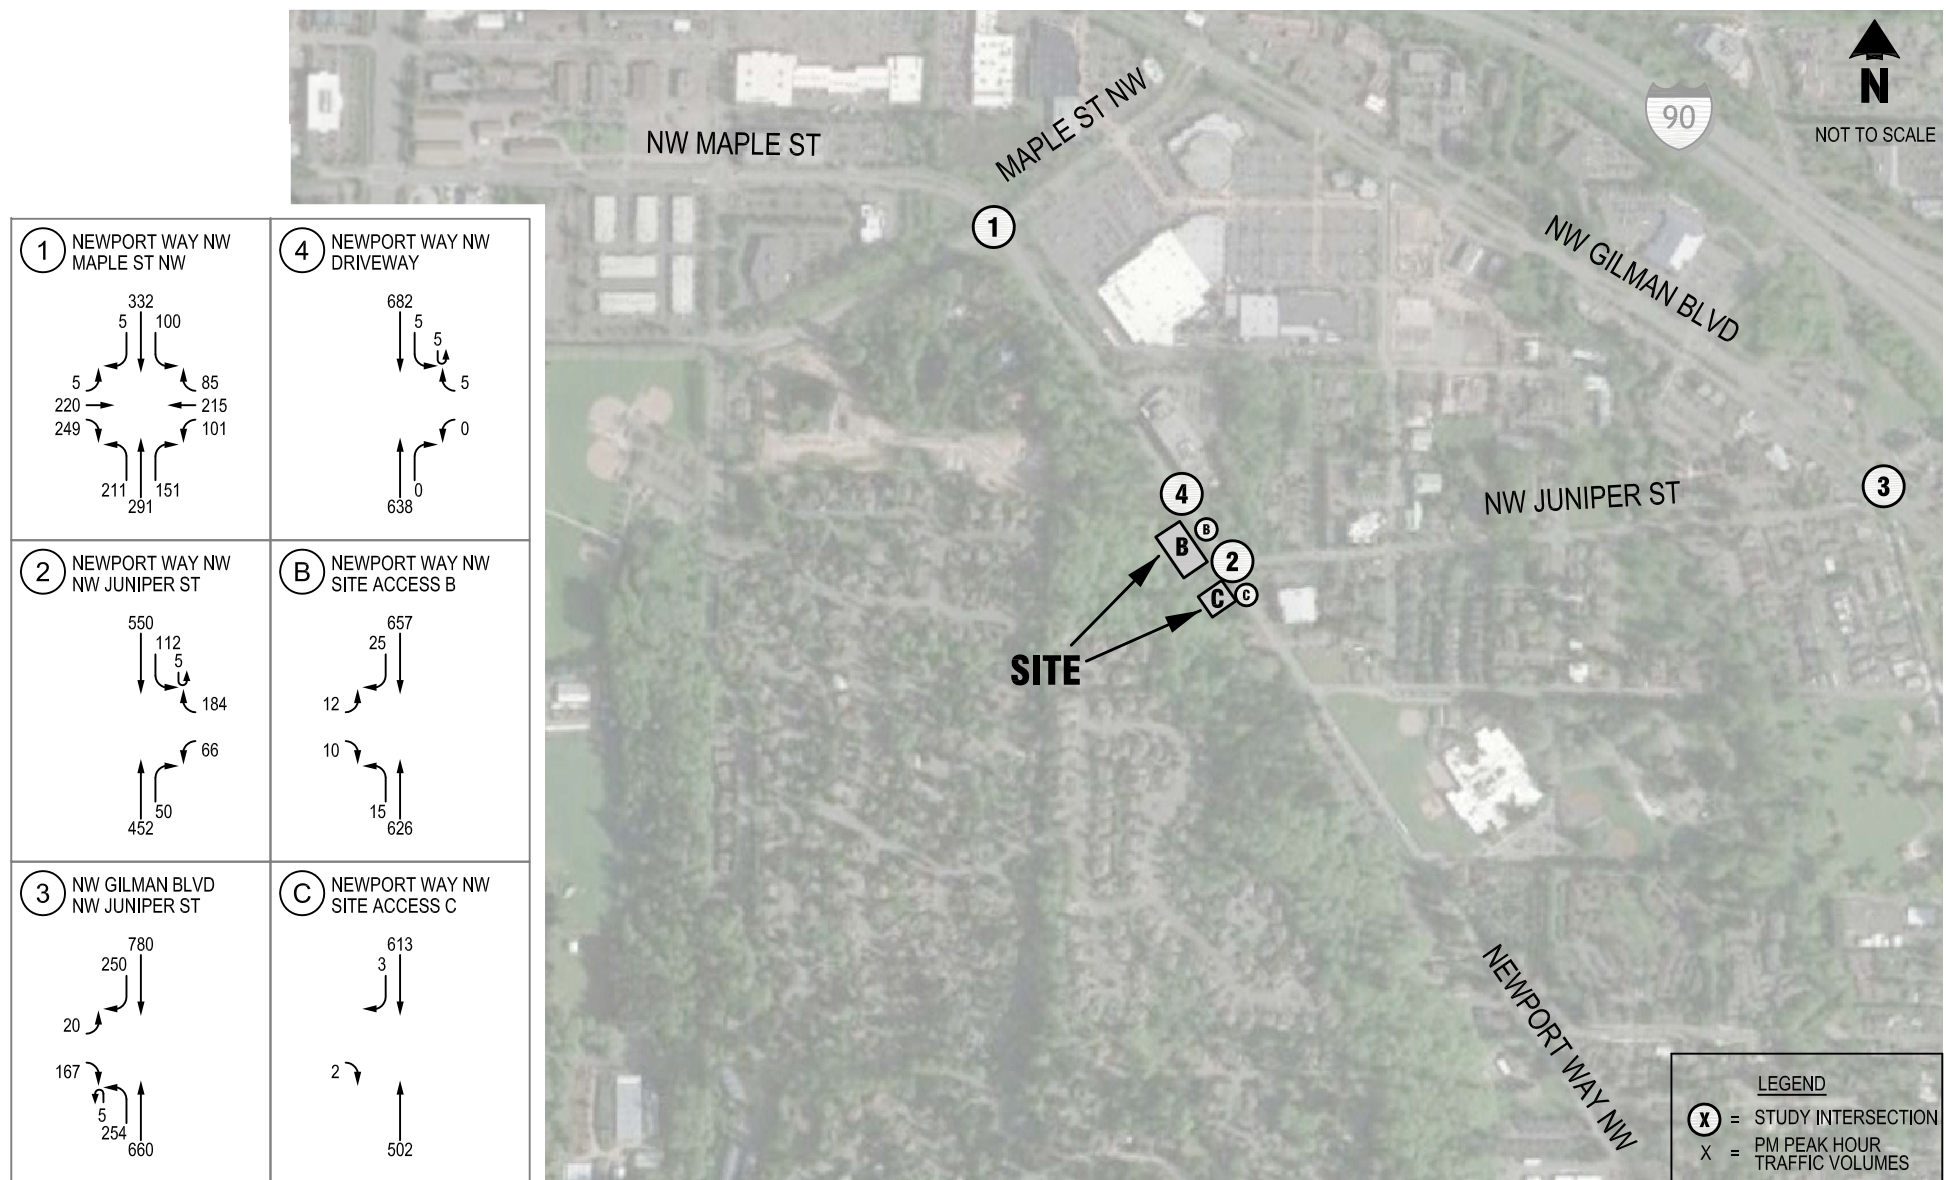 NW MAPLE ST
MAPLE ST NW
90
N
NOT TO SCALE
NW GILMAN BLVD
NW JUNIPER ST
NEWPORT WAY NW
1
3
4
B
B
2
C
C
SITE
1
NEWPORT WAY NW
MAPLE ST NW
332
5 100
5 85
220 215
249 101
211 151
291
4
NEWPORT WAY NW
DRIVEWAY
682
5
5
5
0
0
638
2
NEWPORT WAY NW
NW JUNIPER ST
550
112
5
184
66
50
452
B
NEWPORT WAY NW
SITE ACCESS B
657
25
12
10
15
626
3
NW GILMAN BLVD
NW JUNIPER ST
780
250
20
167
5
254
660
C
NEWPORT WAY NW
SITE ACCESS C
613
3
2
502
LEGEND
X = STUDY INTERSECTION
X = PM PEAK HOUR
TRAFFIC VOLUMES